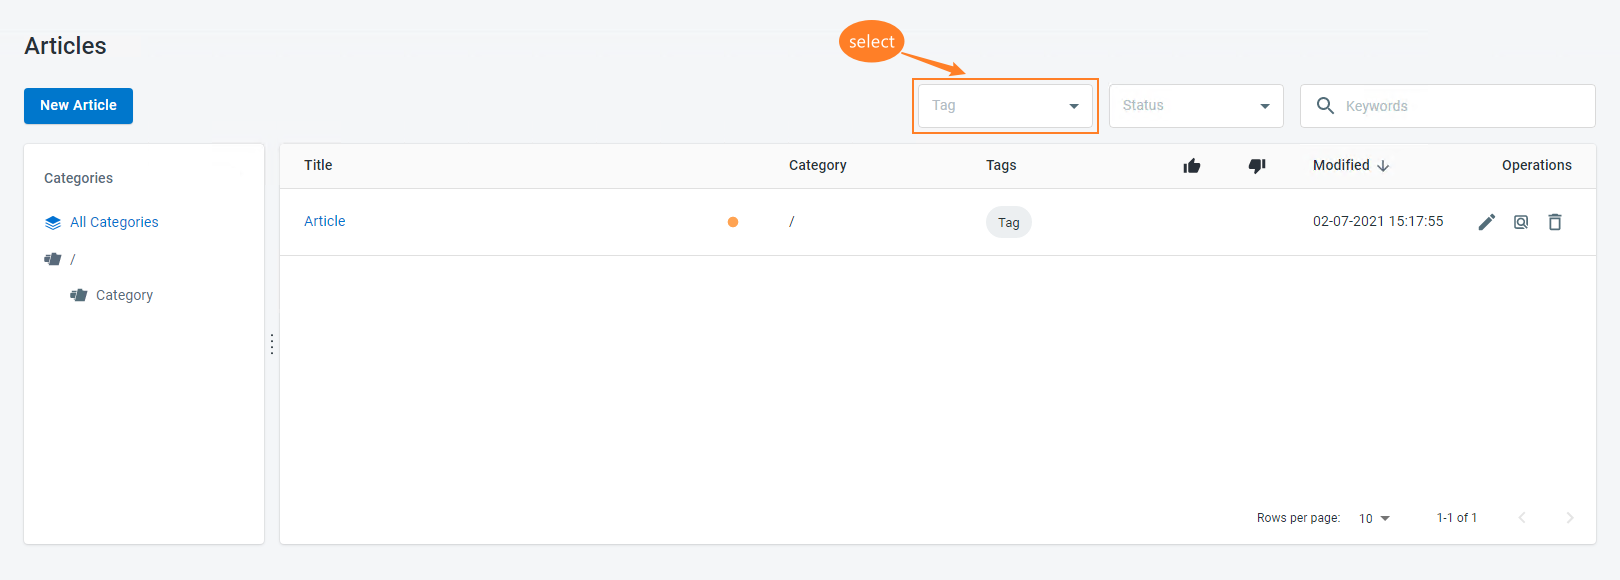 Articles
select
New Article
Tag
Status
Keywords
Categories
All Categories
/
Category
Title
Category
Tags
Modified
Operations
Article
/
Tag
02-07-2021 15:17:55
Rows per page:
10
1-1 of 1